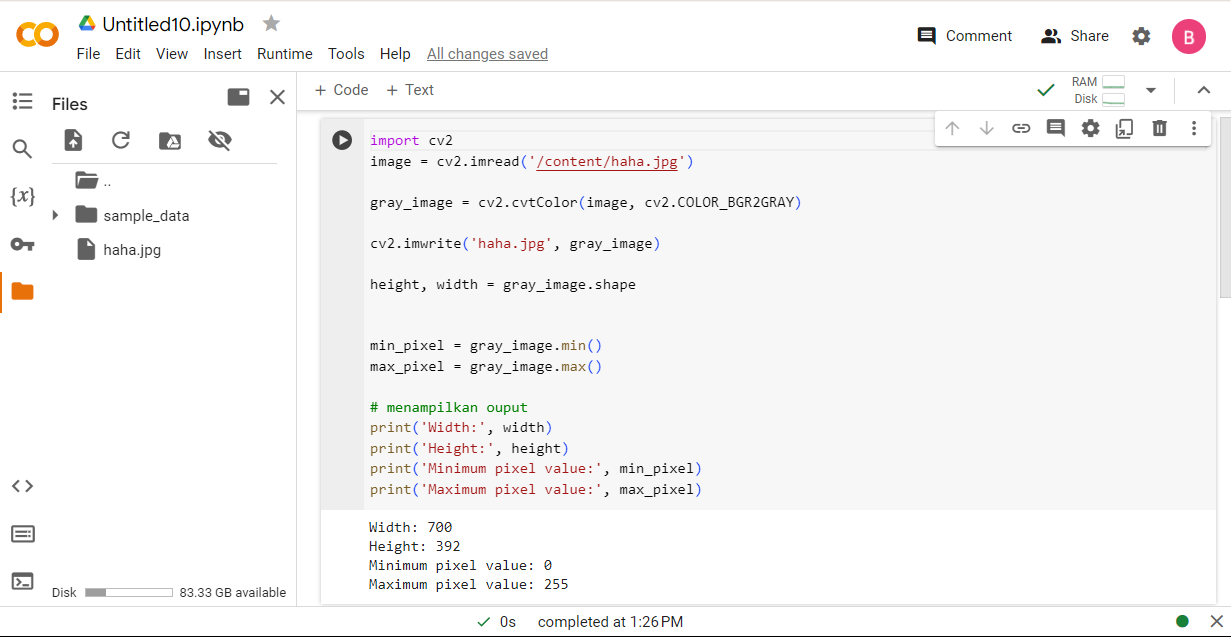 Untitled10.ipynb
File Edit View Insert Runtime Tools Help All changes saved
Comment
Share
B
Files
+ Code + Text
RAM
Disk
..
sample_data
haha.jpg
{x}
import cv2
image = cv2.imread('/content/haha.jpg')
gray_image = cv2.cvtColor(image, cv2.COLOR_BGR2GRAY)
cv2.imwrite('haha.jpg', gray_image)
height, width = gray_image.shape
min_pixel = gray_image.min()
max_pixel = gray_image.max()
# menampilkan ouput
print('Width:', width)
print('Height:', height)
print('Minimum pixel value:', min_pixel)
print('Maximum pixel value:', max_pixel)
Width: 700
Height: 392
Minimum pixel value: 0
Maximum pixel value: 255
Disk 83.33 GB available
0s completed at 1:26 PM